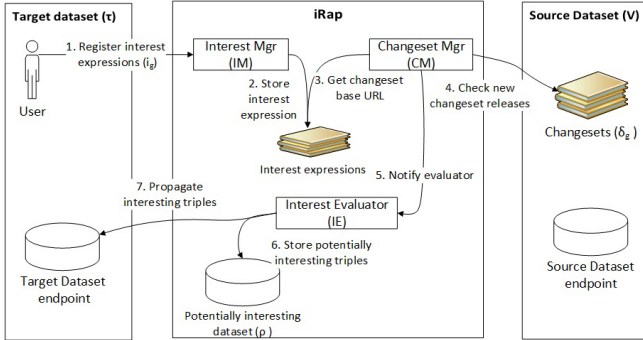 Target dataset (τ)
iRap
Source Dataset (V)
1. Register interest
expressions (ig)
User
Interest Mgr
(IM)
Changeset Mgr
(CM)
2. Store
interest
expression
3. Get changeset
base URL
4. Check new
changeset releases
Interest expressions
Changesets (δg)
5. Notify evaluator
7. Propagate
interesting triples
Interest Evaluator
(IE)
6. Store potentially
interesting triples
Target Dataset
endpoint
Potentially interesting
dataset (ρ )
Source Dataset
endpoint